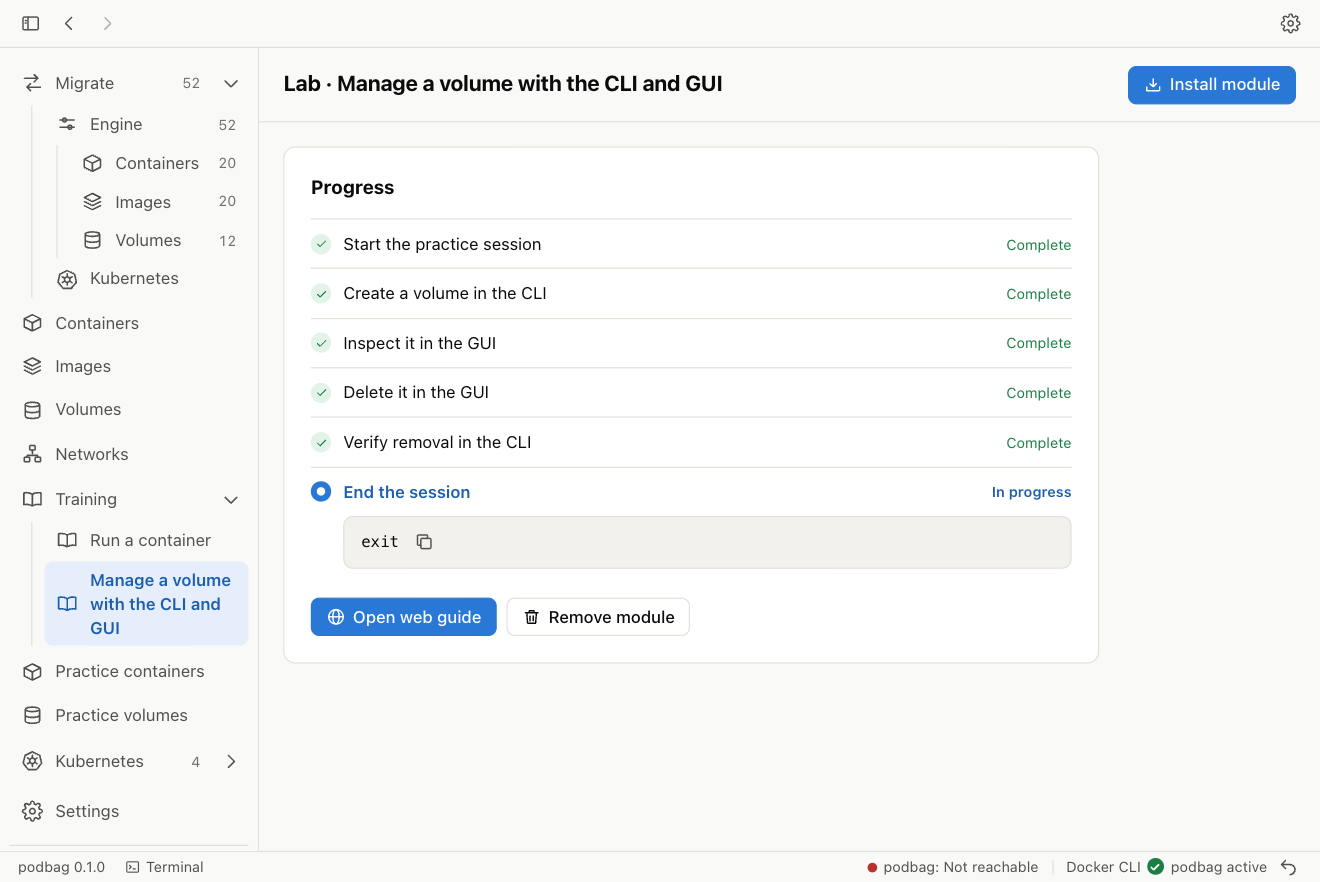 Migrate 52
Engine 52
Containers 20
Images 20
Volumes 12
Kubernetes
Containers
Images
Volumes
Networks
Training
Run a container
Manage a volume
with the CLI and
GUI
Practice containers
Practice volumes
Kubernetes 4
Settings
Lab · Manage a volume with the CLI and GUI
Install module
Progress
Start the practice session Complete
Create a volume in the CLI Complete
Inspect it in the GUI Complete
Delete it in the GUI Complete
Verify removal in the CLI Complete
End the session In progress
exit
Open web guide Remove module
podbag 0.1.0 Terminal podbag: Not reachable Docker CLI podbag active